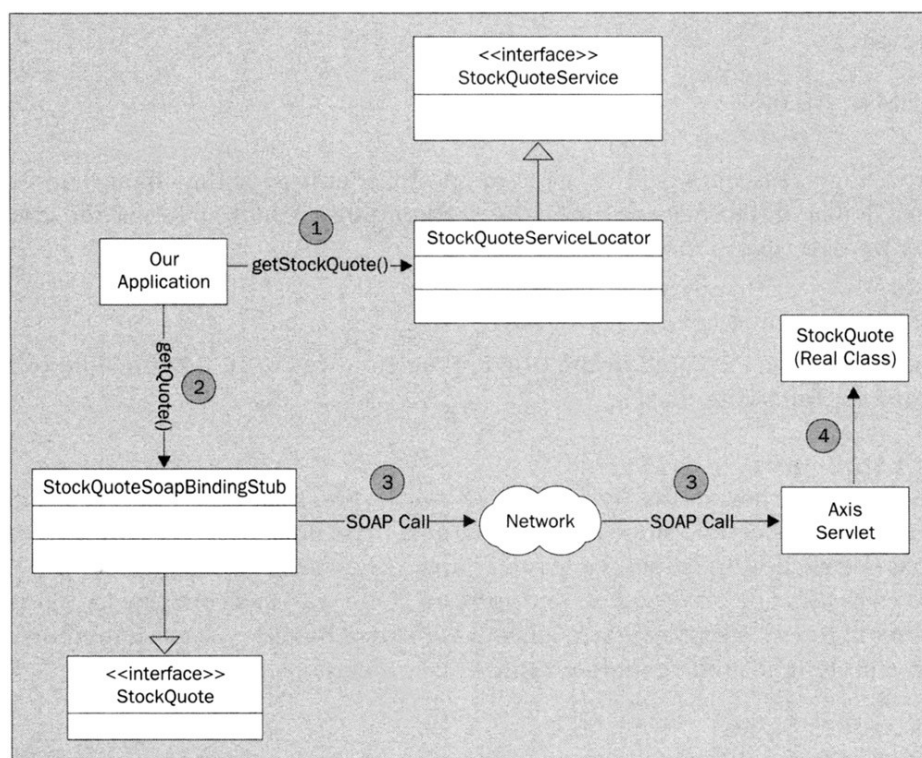 <<interface>>
StockQuoteService
1
StockQuoteServiceLocator
Our
Application
getStockQuote()
getQuote()
2
StockQuote
(Real Class)
4
StockQuoteSoapBindingStub
3
SOAP Call
Network
3
SOAP Call
Axis
Servlet
<<interface>>
StockQuote